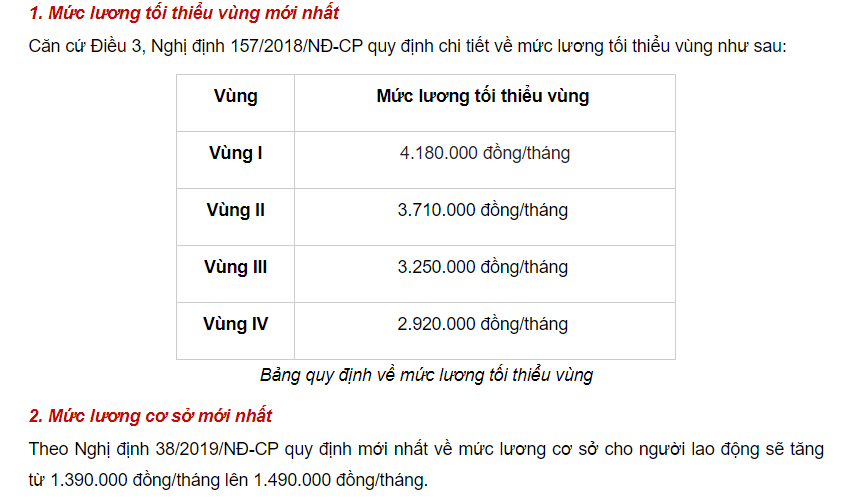 1. Mức lương tối thiểu vùng mới nhất
Căn cứ Điều 3, Nghị định 157/2018/NĐ-CP quy định chi tiết về mức lương tối thiểu vùng như sau:
Vùng Mức lương tối thiểu vùng
Vùng I 4.180.000 đồng/tháng
Vùng II 3.710.000 đồng/tháng
Vùng III 3.250.000 đồng/tháng
Vùng IV 2.920.000 đồng/tháng
Bảng quy định về mức lương tối thiểu vùng
2. Mức lương cơ sở mới nhất
Theo Nghị định 38/2019/NĐ-CP quy định mới nhất về mức lương cơ sở cho người lao động sẽ tăng
từ 1.390.000 đồng/tháng lên 1.490.000 đồng/tháng.